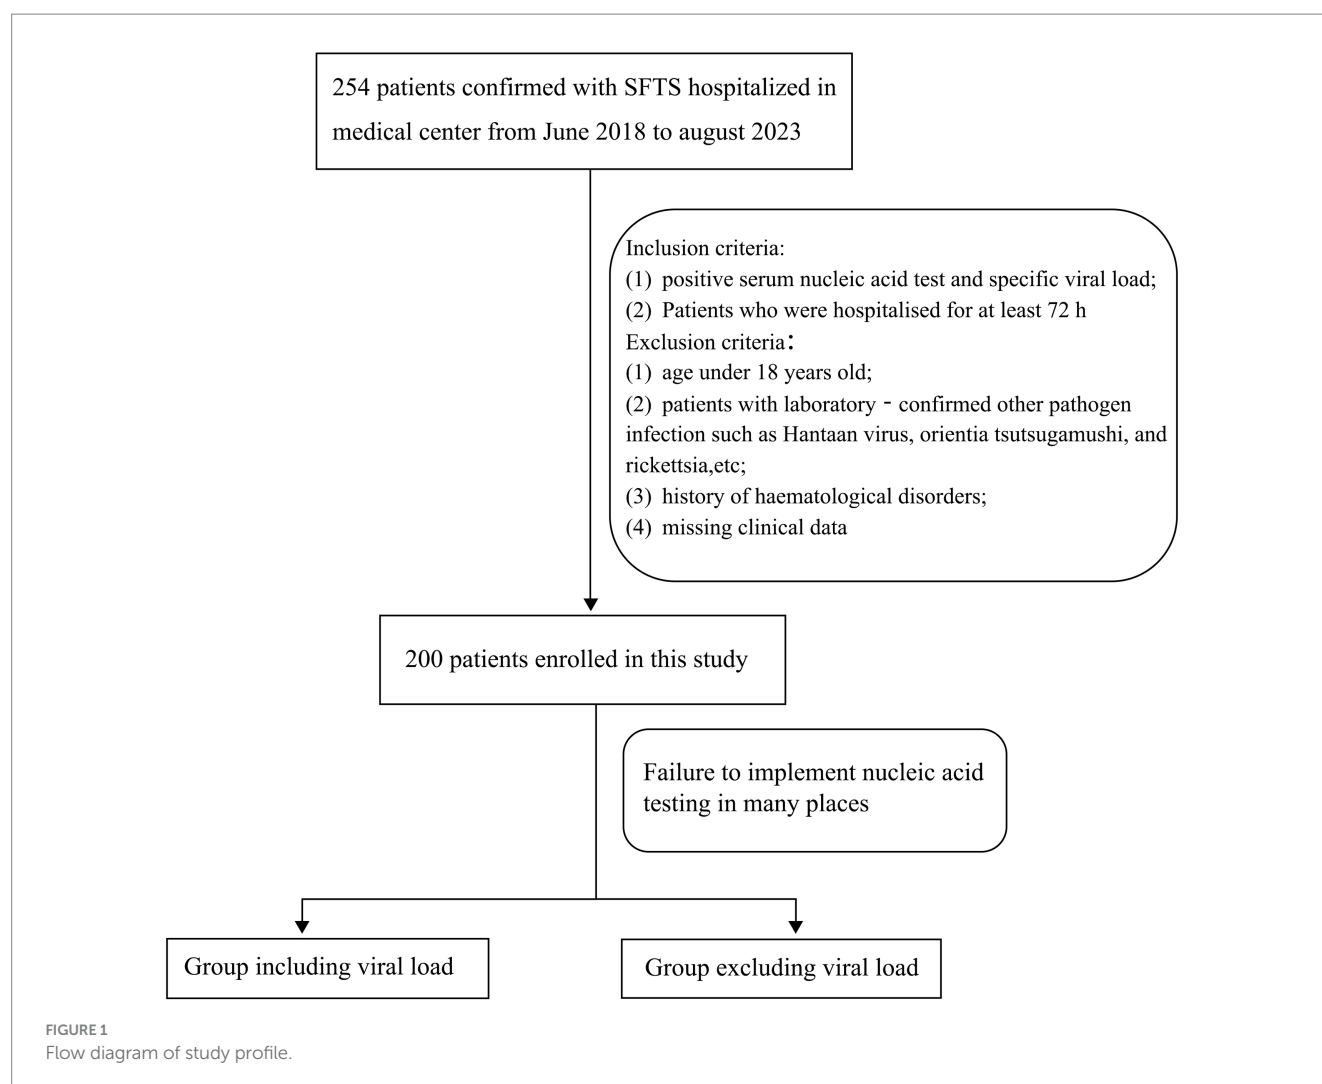 254 patients confirmed with SFTS hospitalized in
medical center from June 2018 to august 2023
Inclusion criteria:
(1) positive serum nucleic acid test and specific viral load;
(2) Patients who were hospitalised for at least 72 h
Exclusion criteria：
(1) age under 18 years old;
(2) patients with laboratory - confirmed other pathogen
infection such as Hantaan virus, orientia tsutsugamushi, and
rickettsia,etc;
(3) history of haematological disorders;
(4) missing clinical data
200 patients enrolled in this study
Failure to implement nucleic acid
testing in many places
Group including viral load
Group excluding viral load
FIGURE 1
Flow diagram of study profile.